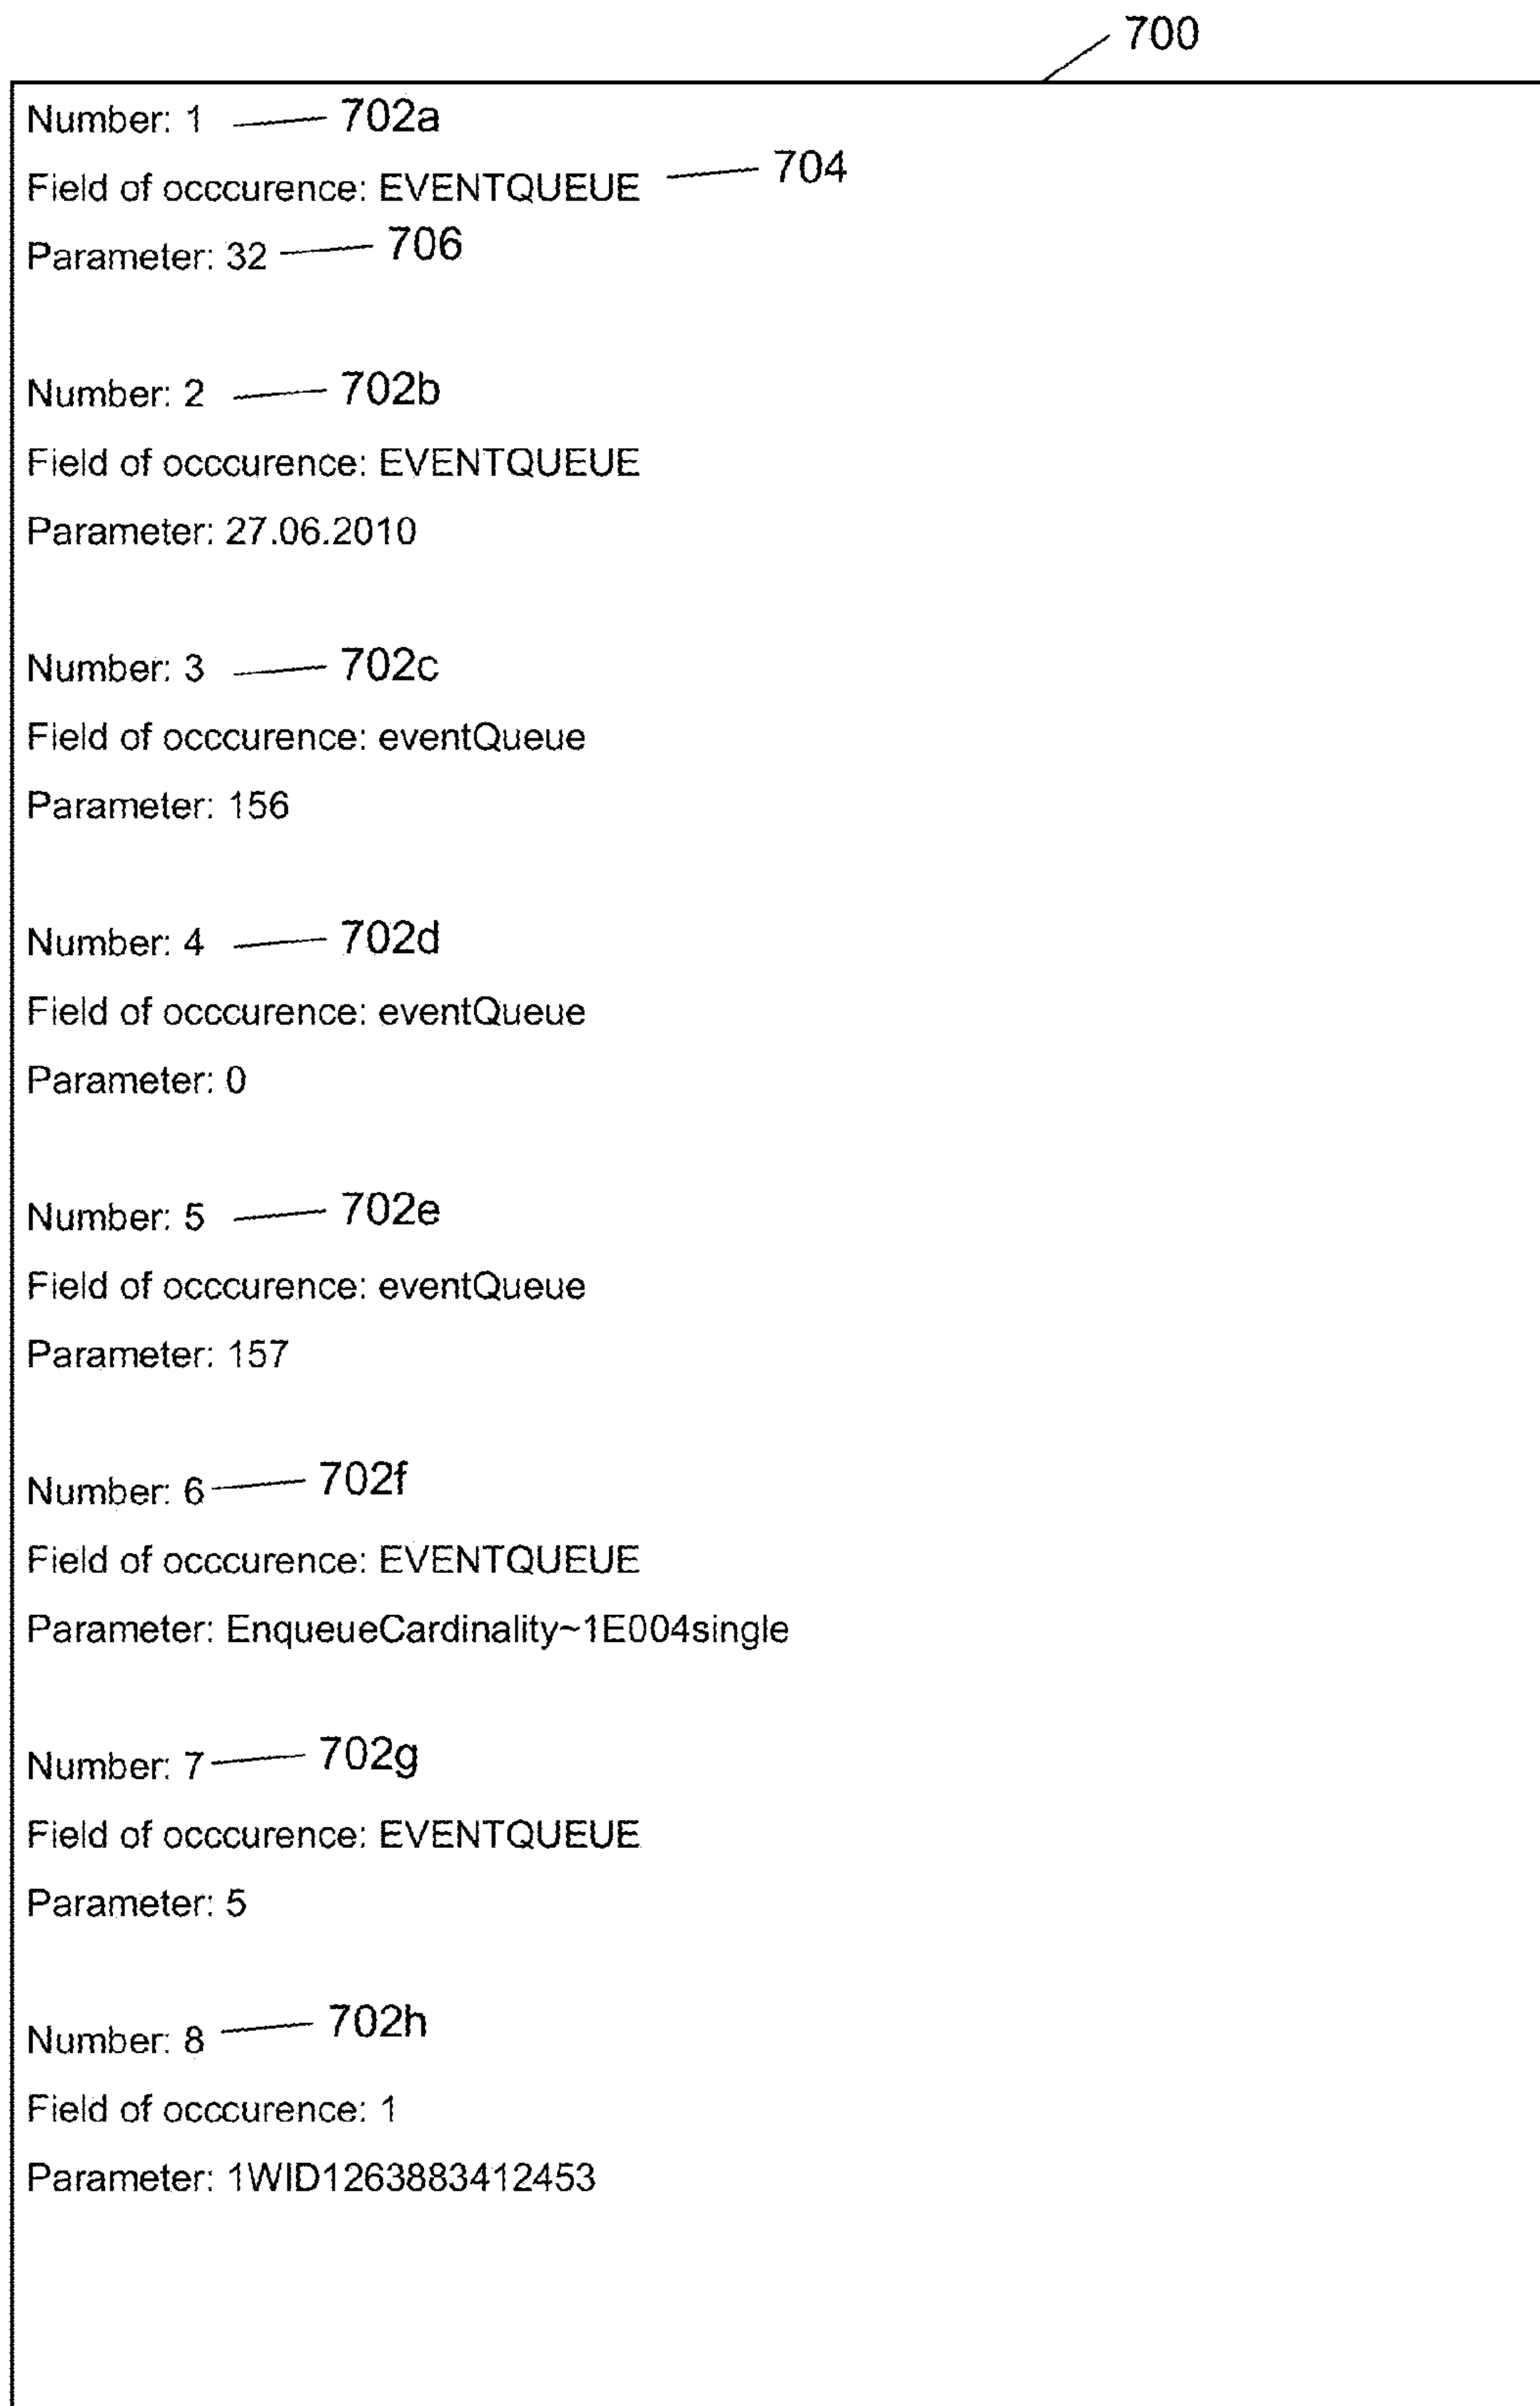 700
Number: 1 702a
Field of occcurence: EVENTQUEUE 704
Parameter: 32 706
Number: 2 702b
Field of occcurence: EVENTQUEUE
Parameter: 27.06.2010
Number: 3 702c
Field of occcurence: eventQueue
Parameter: 156
Number: 4 702d
Field of occcurence: eventQueue
Parameter: 0
Number: 5 702e
Field of occcurence: eventQueue
Parameter: 157
Number: 6 702f
Field of occcurence: EVENTQUEUE
Parameter: EnqueueCardinality~1E004single
Number: 7 702g
Field of occcurence: EVENTQUEUE
Parameter: 5
Number: 8 702h
Field of occcurence: 1
Parameter: 1WID1263883412453